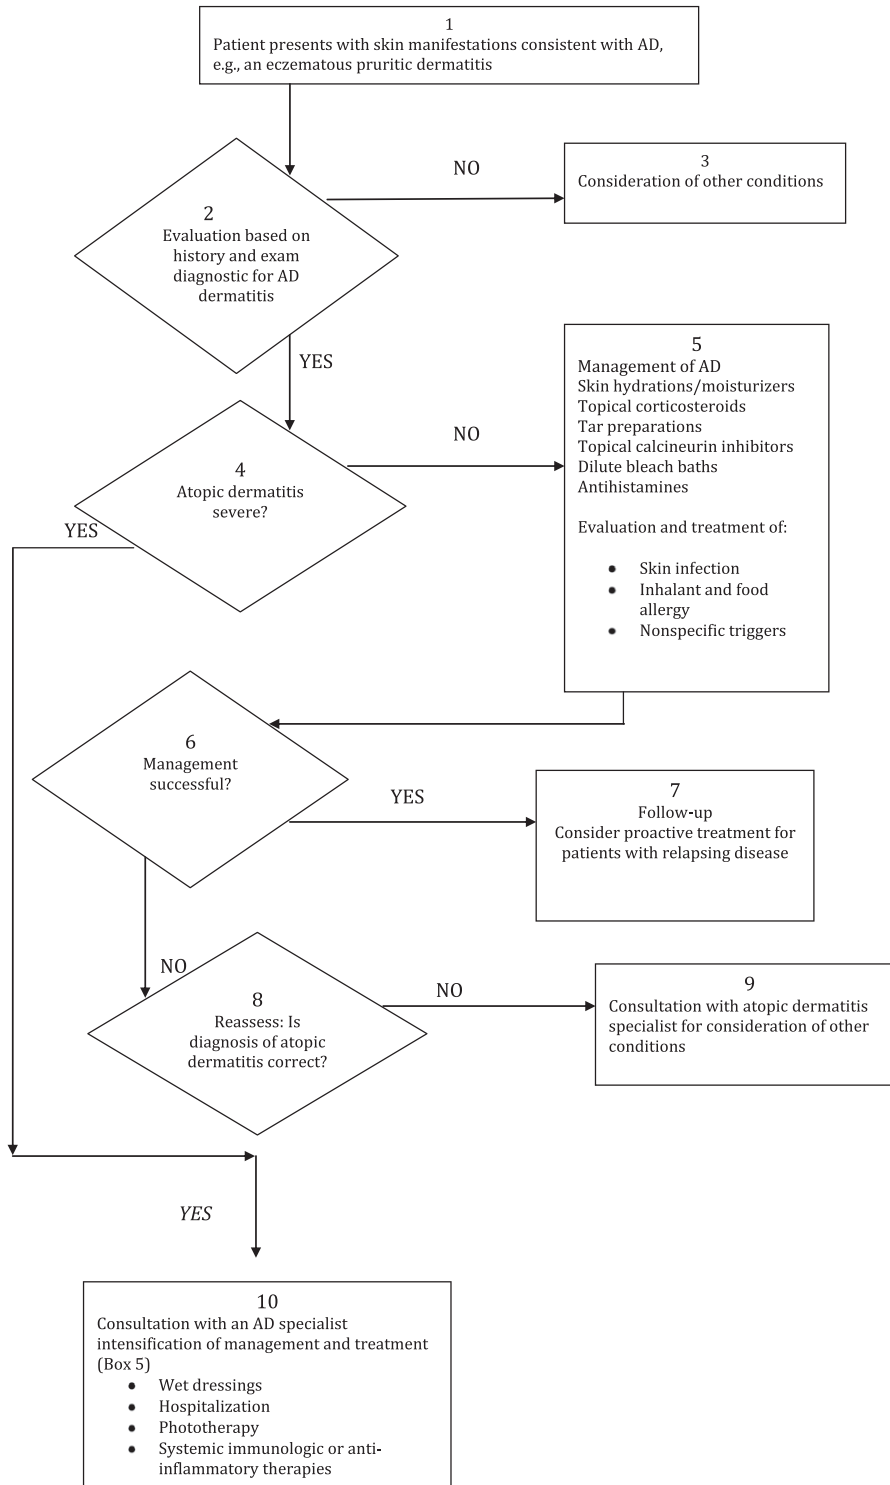 1
Patient presents with skin manifestations consistent with AD,
e.g., an eczematous pruritic dermatitis
NO
3
Consideration of other conditions
2
Evaluation based on
history and exam
diagnostic for AD
dermatitis
YES
5
Management of AD
Skin hydrations/moisturizers
Topical corticosteroids
Tar preparations
Topical calcineurin inhibitors
Dilute bleach baths
Antihistamines
Evaluation and treatment of:
● Skin infection
● Inhalant and food
allergy
● Nonspecific triggers
NO
4
Atopic dermatitis
severe?
YES
6
Management
successful?
YES
7
Follow-up
Consider proactive treatment for
patients with relapsing disease
NO
8
Reassess: Is
diagnosis of atopic
dermatitis correct?
NO
9
Consultation with atopic dermatitis
specialist for consideration of other
conditions
YES
10
Consultation with an AD specialist
intensification of management and treatment
(Box 5)
● Wet dressings
● Hospitalization
● Phototherapy
● Systemic immunologic or anti-
inflammatory therapies